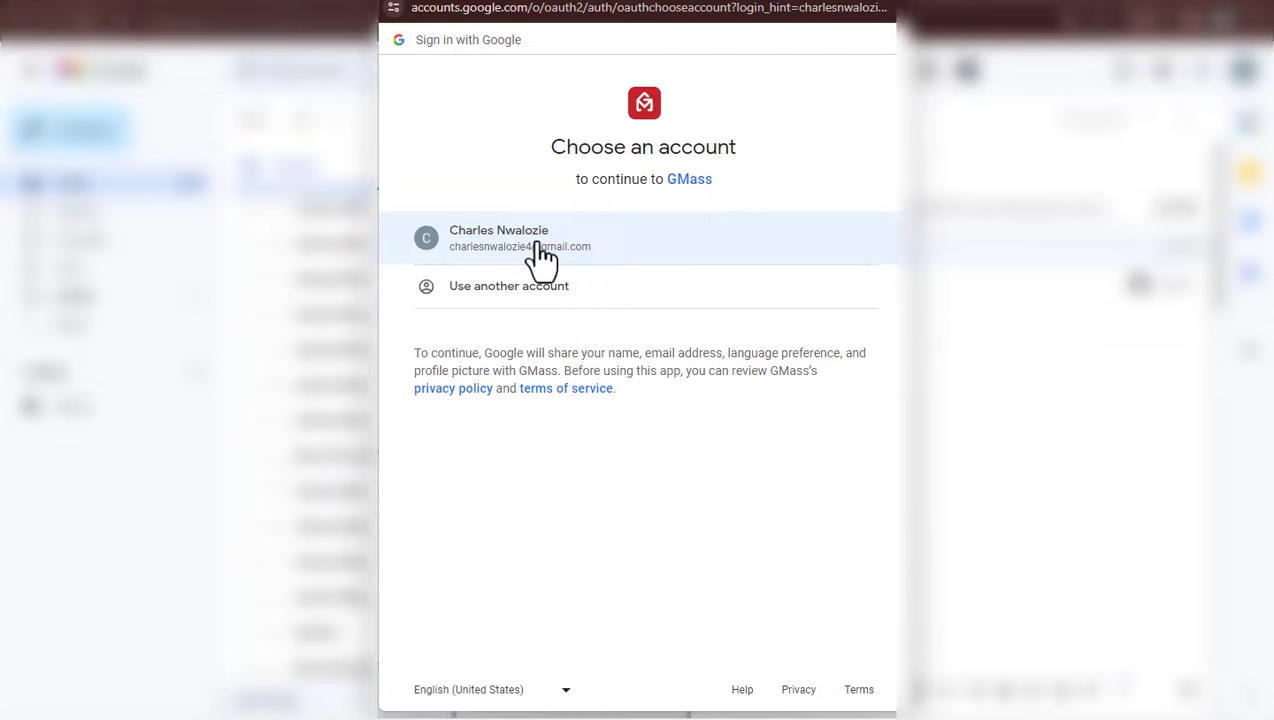 accounts.google.com/o/oauth2/auth/oauthchooseaccount?login_hint=charlesnwalozi...
Sign in with Google
Choose an account
to continue to GMass
C
Charles Nwalozie
charlesnwalozie4 gmail.com
Use another account
To continue, Google will share your name, email address, language preference, and
profile picture with GMass. Before using this app, you can review GMass's
privacy policy and terms of service.
English (United States)
Help
Privacy
Terms